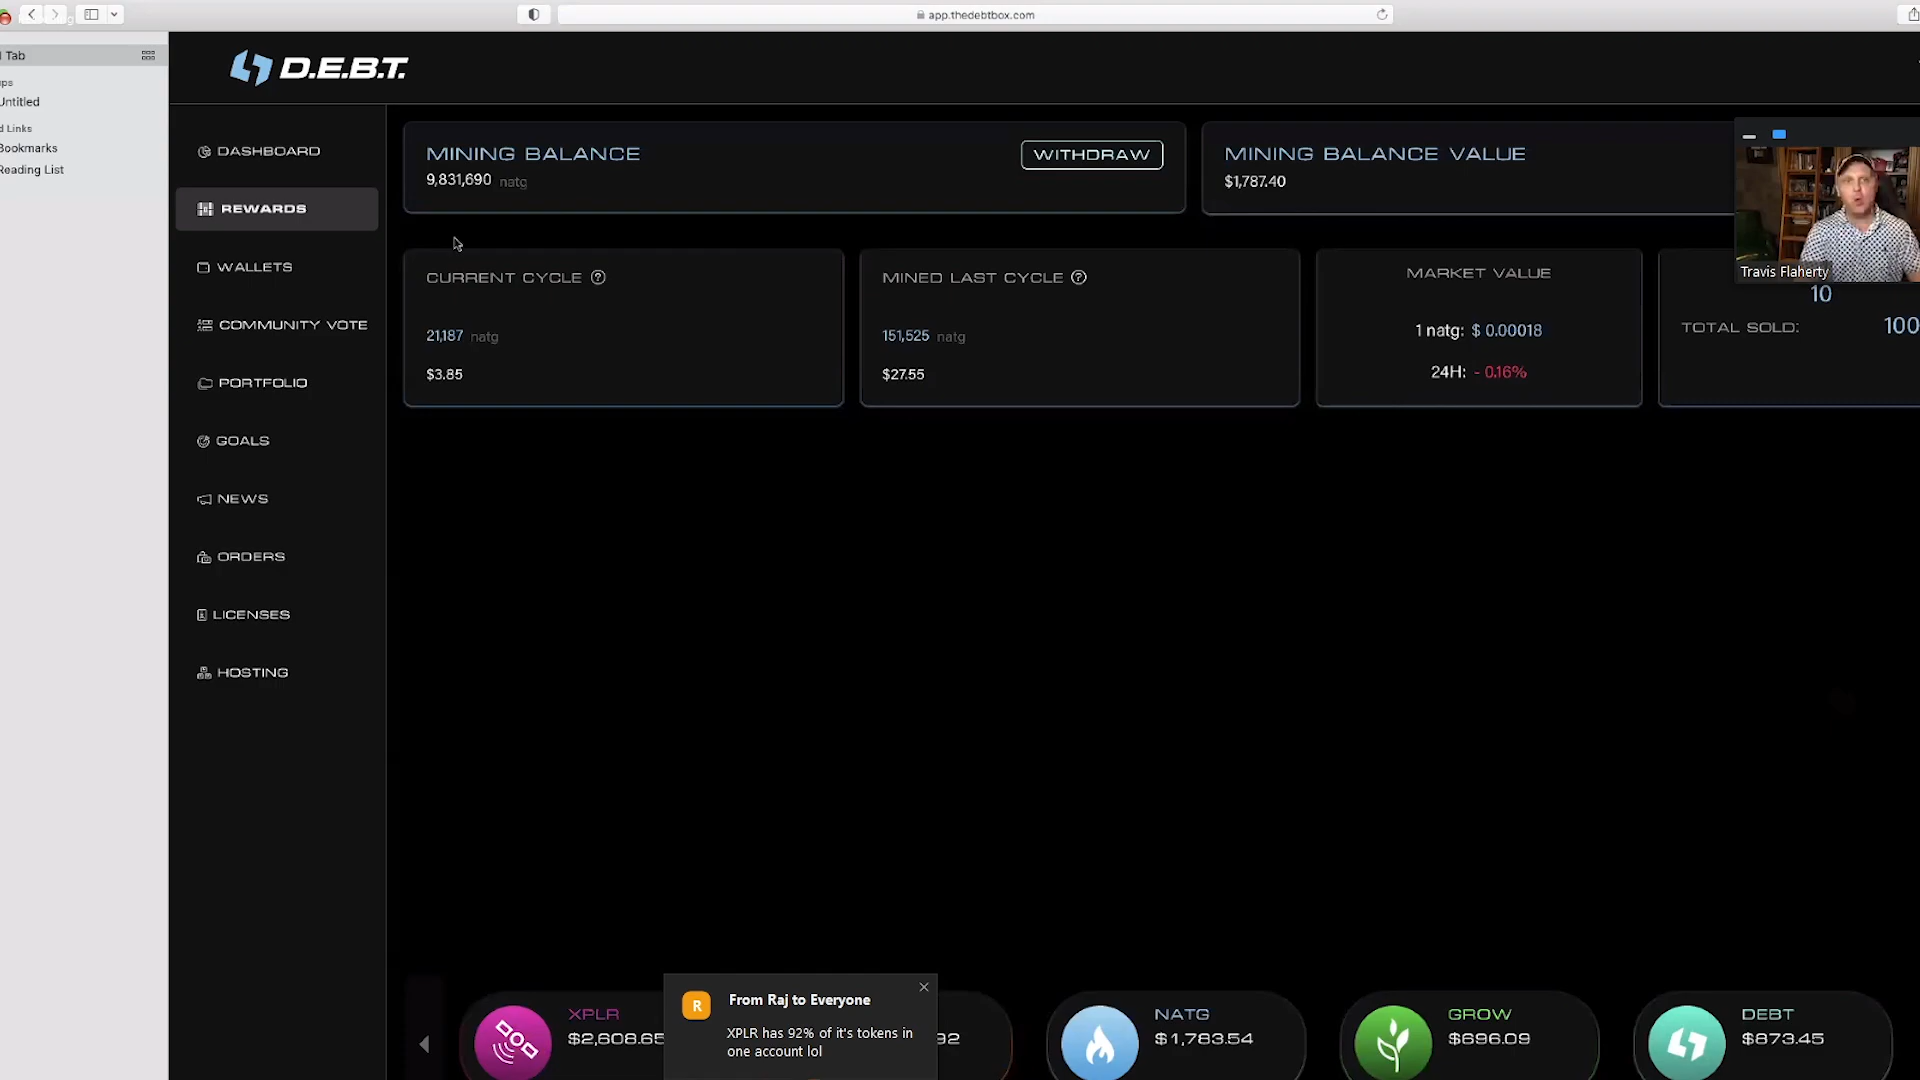 app.thedebtbox.com
Tab
Untitled
Links
Bookmarks
Reading List
D.E.B.T.
DASHBOARD
REWARDS
WALLETS
COMMUNITY VOTE
PORTFOLIO
GOALS
NEWS
ORDERS
LICENSES
HOSTING
MINING BALANCE
9,831,690 natg
WITHDRAW
MINING BALANCE VALUE
$1,787.40
Travis Flaherty
CURRENT CYCLE ?
21,187 natg
$3.85
MINED LAST CYCLE ?
151,525 natg
$27.55
MARKET VALUE
1 natg: $ 0.00018
24H: - 0.16%
10
TOTAL SOLD: 100
XPLR
$2,608.65
R
From Raj to Everyone
XPLR has 92% of it's tokens in
one account lol
92
NATG
$1,783.54
GROW
$696.09
DEBT
$873.45